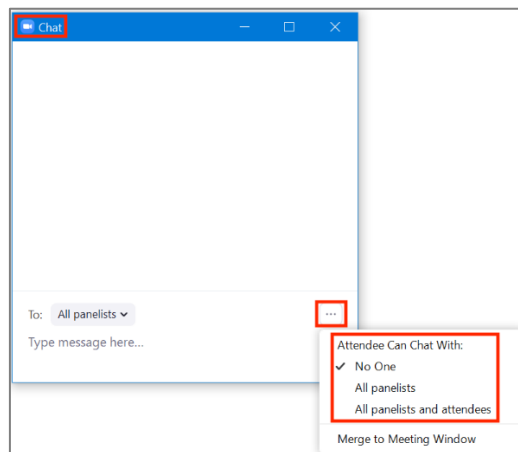 Chat
To: All panelists
Type message here...
Attendee Can Chat With:
No One
All panelists
All panelists and attendees
Merge to Meeting Window